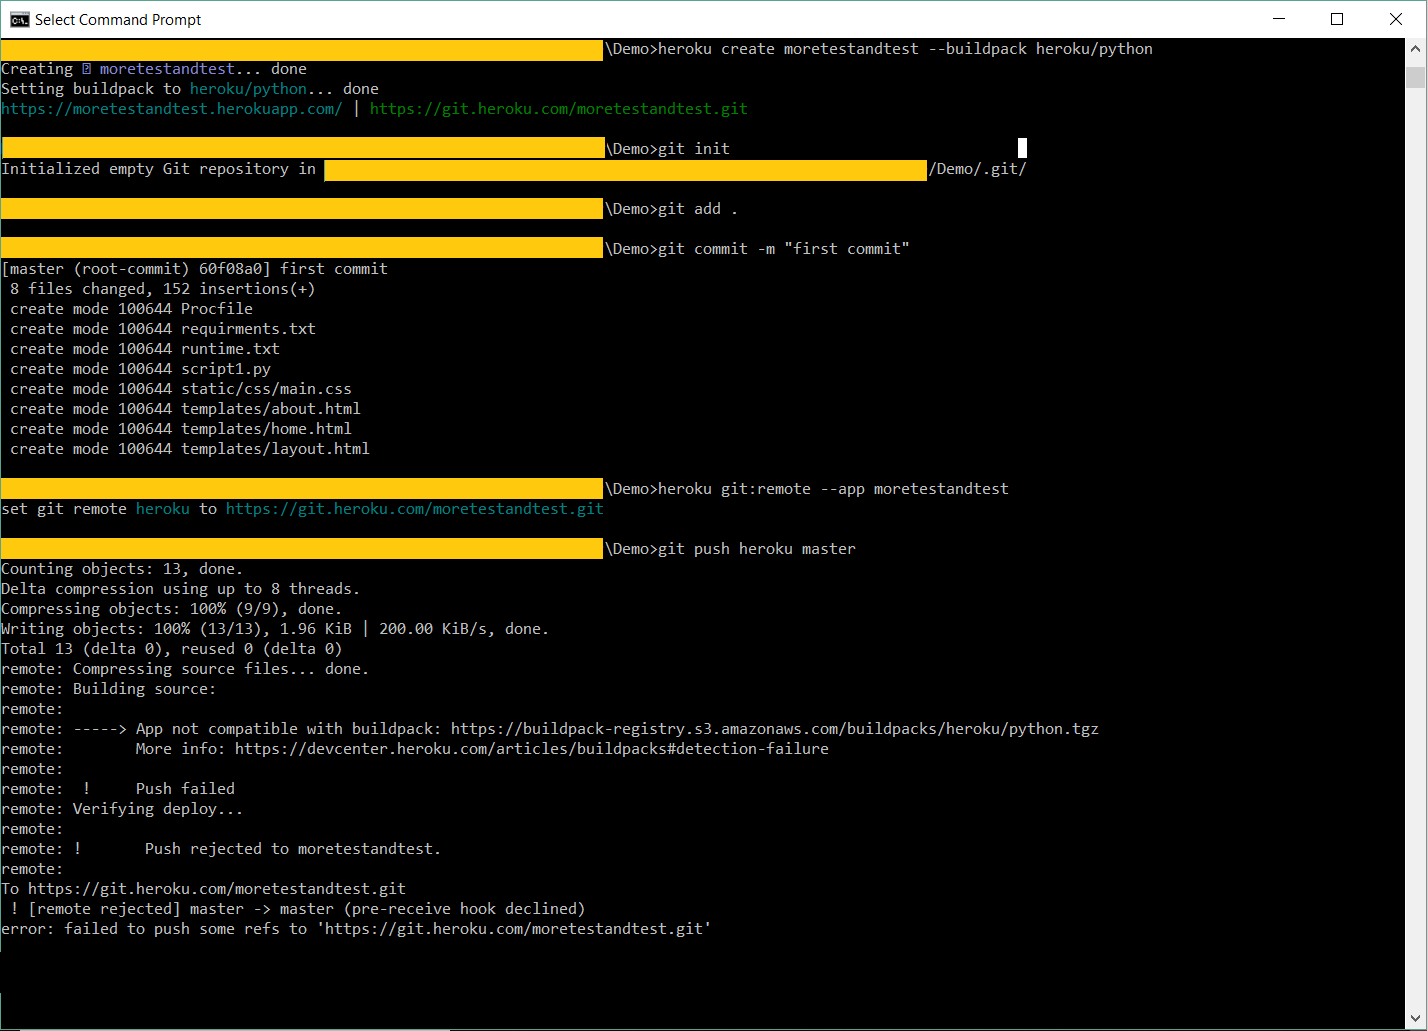 Select Command Prompt
\Demo>heroku create moretestandtest --buildpack heroku/python
Creating moretestandtest... done
Setting buildpack to heroku/python... done
https://moretestandtest.herokuapp.com/ | https://git.heroku.com/moretestandtest.git
\Demo>git init
Initialized empty Git repository in /Demo/.git/
\Demo>git add .
\Demo>git commit -m "first commit"
[master (root-commit) 60f08a0] first commit
8 files changed, 152 insertions(+)
create mode 100644 Procfile
create mode 100644 requirments.txt
create mode 100644 runtime.txt
create mode 100644 script1.py
create mode 100644 static/css/main.css
create mode 100644 templates/about.html
create mode 100644 templates/home.html
create mode 100644 templates/layout.html
\Demo>heroku git:remote --app moretestandtest
set git remote heroku to https://git.heroku.com/moretestandtest.git
\Demo>git push heroku master
Counting objects: 13, done.
Delta compression using up to 8 threads.
Compressing objects: 100% (9/9), done.
Writing objects: 100% (13/13), 1.96 KiB | 200.00 KiB/s, done.
Total 13 (delta 0), reused 0 (delta 0)
remote: Compressing source files... done.
remote: Building source:
remote:
remote: -----> App not compatible with buildpack: https://buildpack-registry.s3.amazonaws.com/buildpacks/heroku/python.tgz
remote: More info: https://devcenter.heroku.com/articles/buildpacks#detection-failure
remote:
remote: ! Push failed
remote: Verifying deploy...
remote:
remote: ! Push rejected to moretestandtest.
remote:
To https://git.heroku.com/moretestandtest.git
! [remote rejected] master -> master (pre-receive hook declined)
error: failed to push some refs to 'https://git.heroku.com/moretestandtest.git'